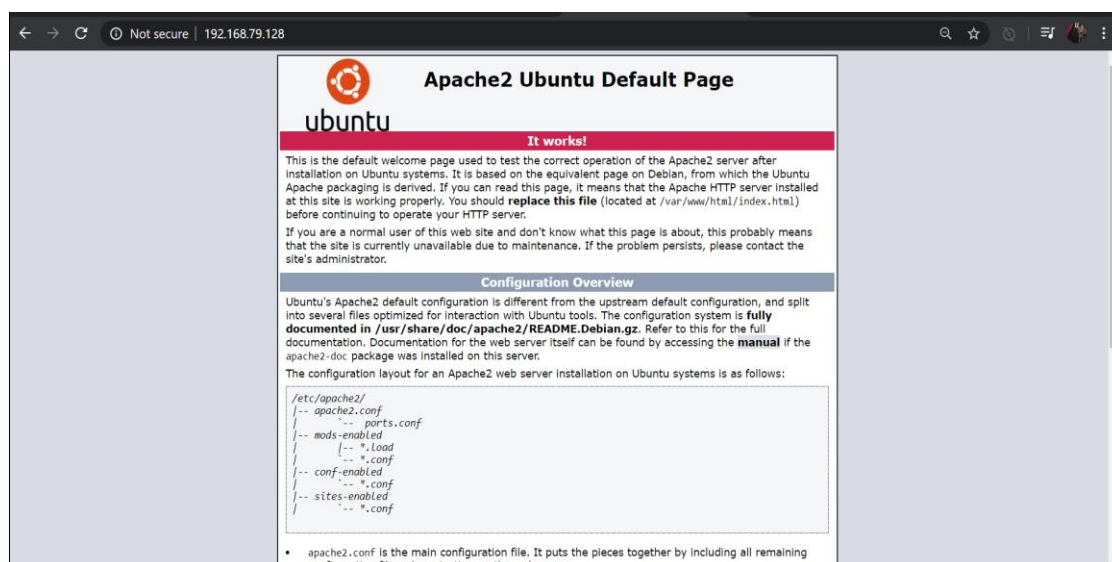 Not secure | 192.168.79.128
Apache2 Ubuntu Default Page
ubuntu
It works!
This is the default welcome page used to test the correct operation of the Apache2 server after
installation on Ubuntu systems. It is based on the equivalent page on Debian, from which the Ubuntu
Apache packaging is derived. If you can read this page, it means that the Apache HTTP server installed
at this site is working properly. You should replace this file (located at /var/www/html/index.html)
before continuing to operate your HTTP server.
If you are a normal user of this web site and don't know what this page is about, this probably means
that the site is currently unavailable due to maintenance. If the problem persists, please contact the
site's administrator.
Configuration Overview
Ubuntu's Apache2 default configuration is different from the upstream default configuration, and split
into several files optimized for interaction with Ubuntu tools. The configuration system is fully
documented in /usr/share/doc/apache2/README.Debian.gz. Refer to this for the full
documentation. Documentation for the web server itself can be found by accessing the manual if the
apache2-doc package was installed on this server.
The configuration layout for an Apache2 web server installation on Ubuntu systems is as follows:
/etc/apache2/
|-- apache2.conf
|       `--  ports.conf
|-- mods-enabled
|       |-- *.load
|       `-- *.conf
|-- conf-enabled
|       `-- *.conf
|-- sites-enabled
|       `-- *.conf
• apache2.conf is the main configuration file. It puts the pieces together by including all remaining